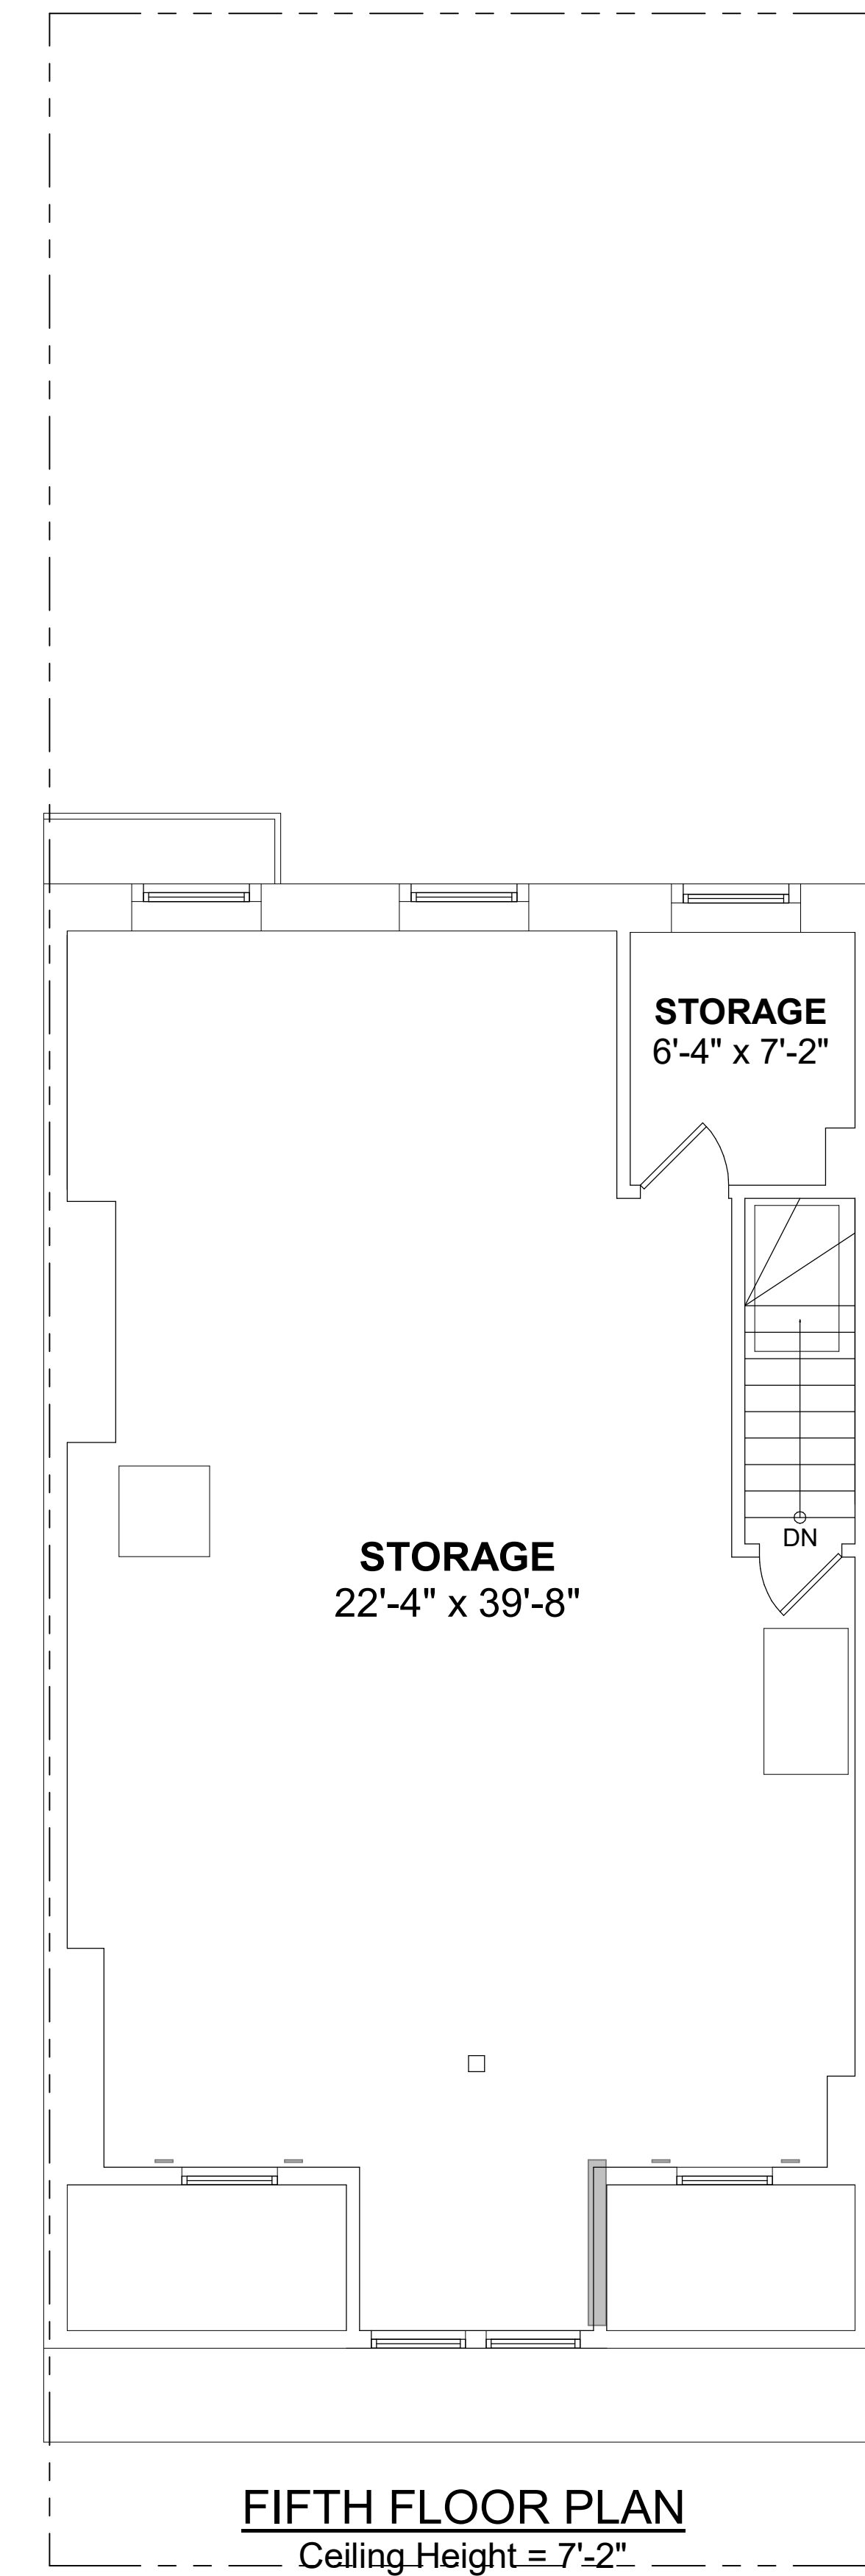 STORAGE
6'-4" x 7'-2"
DN
STORAGE
22'-4" x 39'-8"
FIFTH FLOOR PLAN
Ceiling Height = 7'-2"